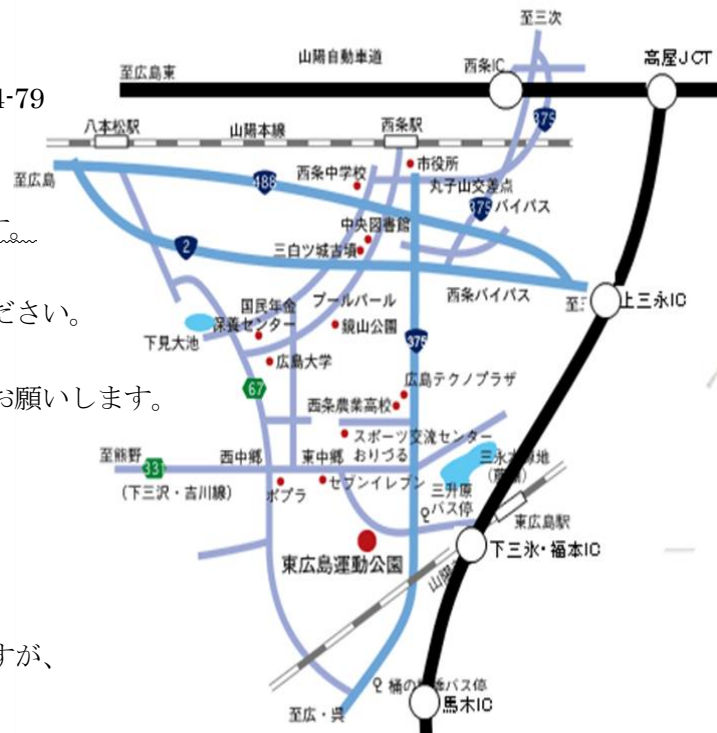 至三次
山陽自動車道
高屋JCT
至広島東
西条IC
4-79
375
八本松駅
山陽本線
西条駅
市役所
西条中学校
至広島
488
丸子山交差点
375 バイパス
中央図書館
す。
2
三白ツ城古墳
西条バイパス
至三
上三永IC
ださい。
国民年金
保養センター
プールバール
鏡山公園
下見大池
375
広島大学
67
広島テクノプラザ
お願いします。
西条農業高校
スポーツ交流センター
おりづる
至熊野
33
西中郷
東中郷
(下三沢・吉川線)
ポプラ
セブンイレブン
三升原
バス停
東広島駅
東広島運動公園
下三氷・福本IC
山陽
すが、
バス停
馬木IC
至広・呉